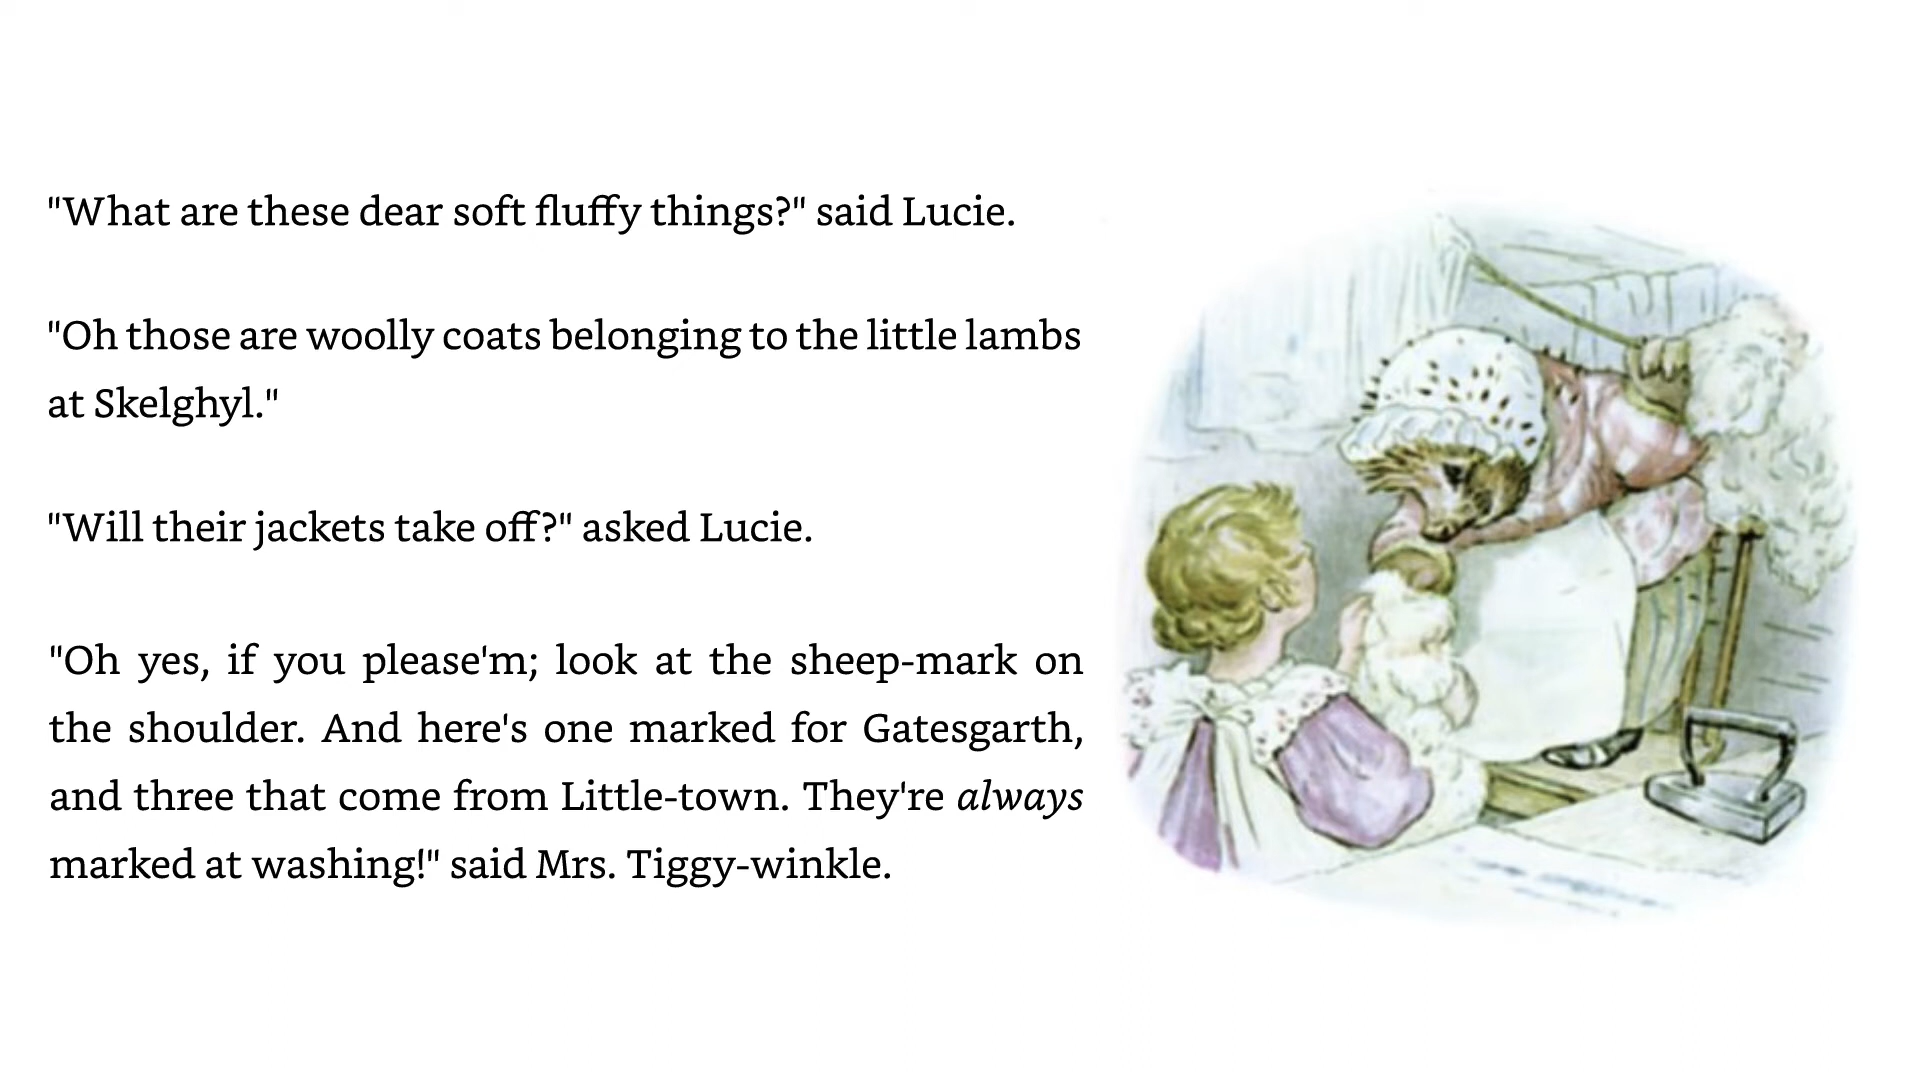 "What are these dear soft fluffy things?" said Lucie.
"Oh those are woolly coats belonging to the little lambs
at Skelghyl."
"Will their jackets take off?" asked Lucie.
"Oh yes, if you please'm; look at the sheep-mark on
the shoulder. And here's one marked for Gatesgarth,
and three that come from Little-town. They're always
marked at washing!" said Mrs. Tiggy-winkle.